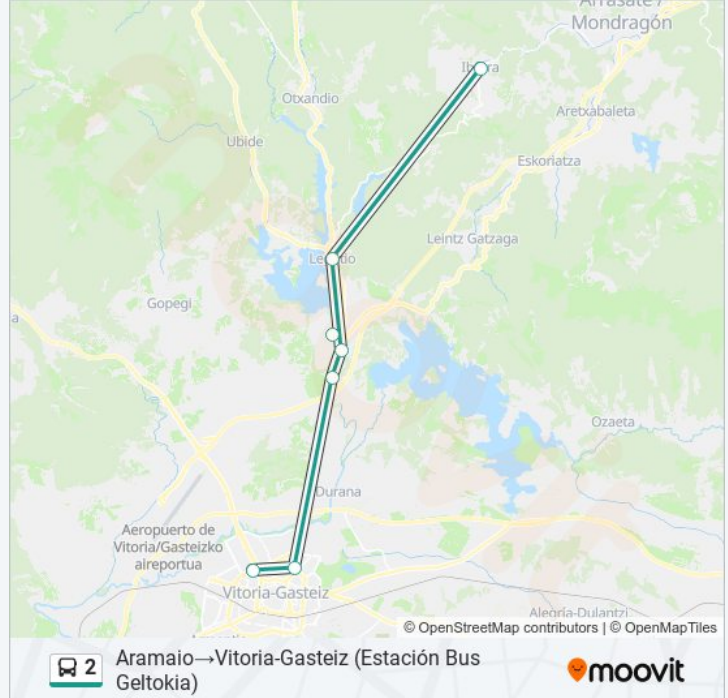 Arrasate /
Mondragón
Otxandio
Aretxabaleta
Ubide
Eskoriatza
Leintz Gatzaga
Gopegi
Ozaeta
Durana
Aeropuerto de
Vitoria/Gasteizko
aireportua
Vitoria-Gasteiz
Alegría-Dulantzi
© OpenStreetMap contributors | © OpenMapTiles
2
Aramaio→Vitoria-Gasteiz (Estación Bus
Geltokia)
moovit